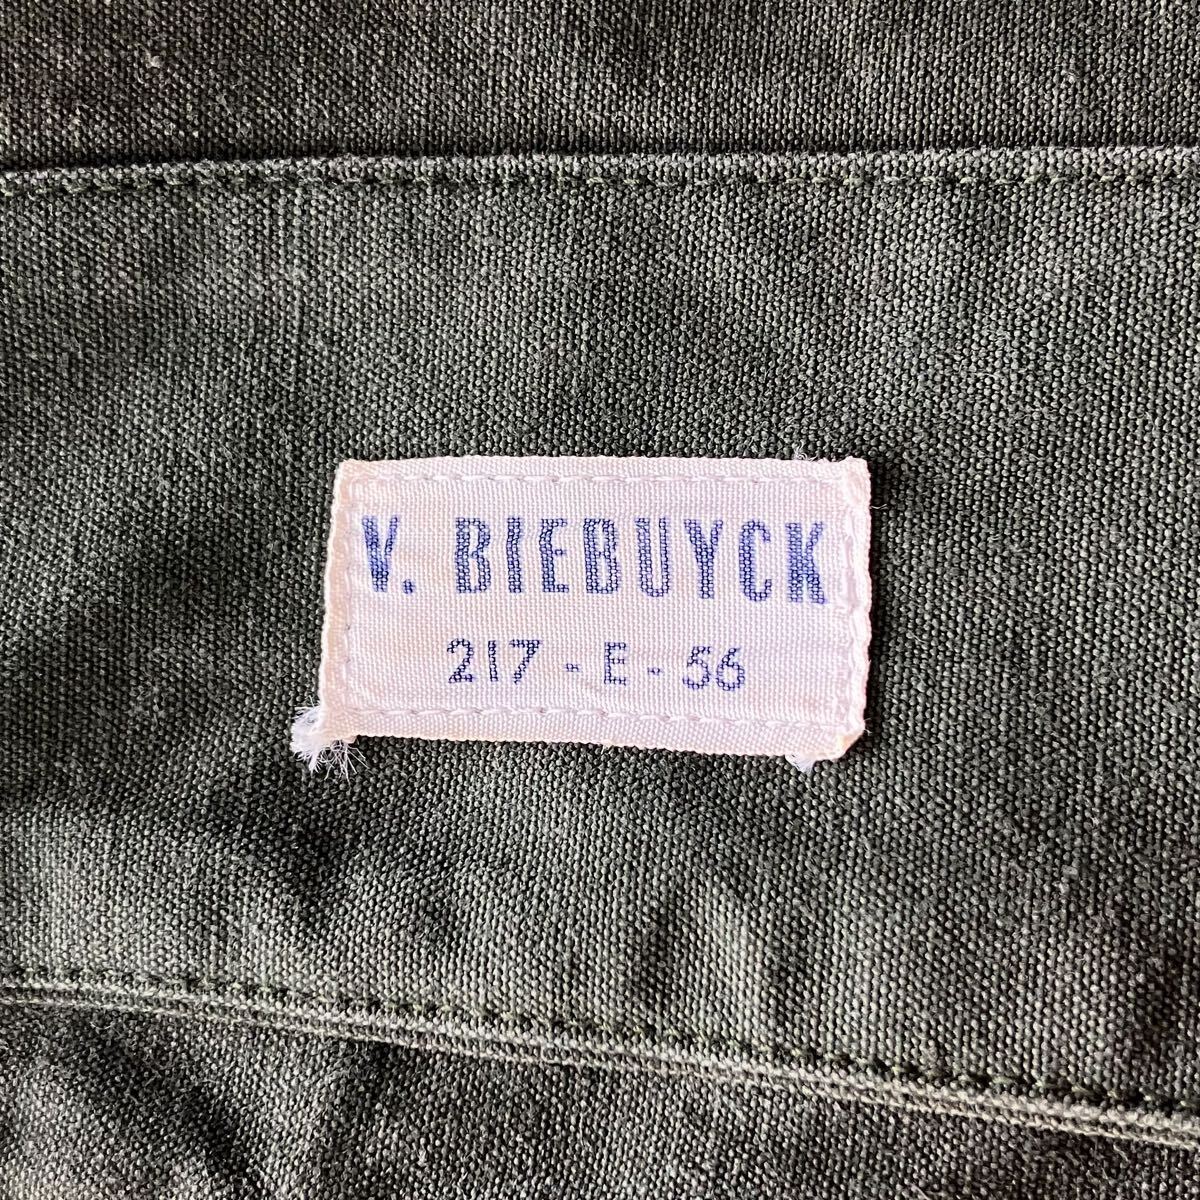 V. BIEBUYCK
217 - E - 56